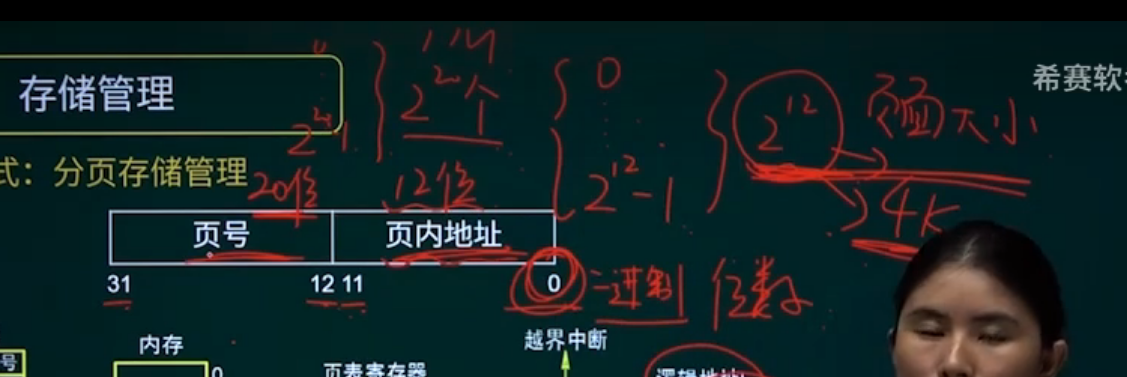 存储管理
希赛软
2^20个
0
2^12-1
2^12
页面大小
4K
式：分页存储管理
20位
12位
页号
页内地址
31
12 11
0
二进制 位数
内存
越界中断
号
0
页表寄存器
逻辑地址